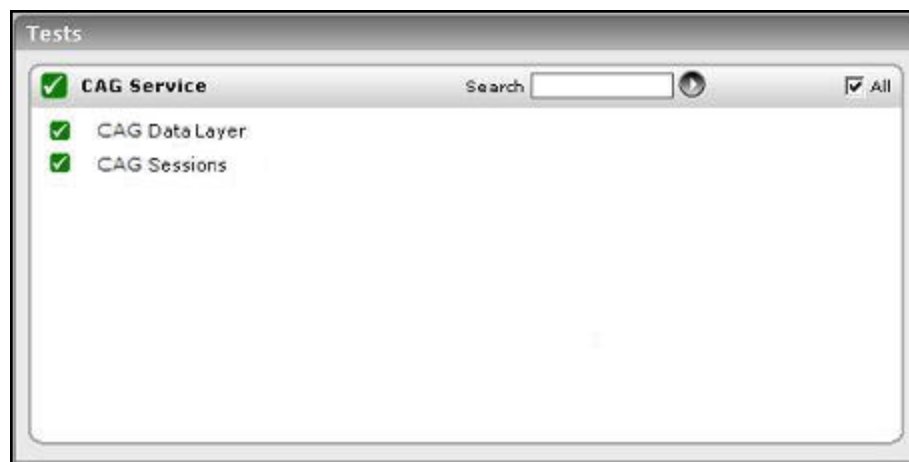 Tests
CAG Service Search All
CAG Data Layer
CAG Sessions